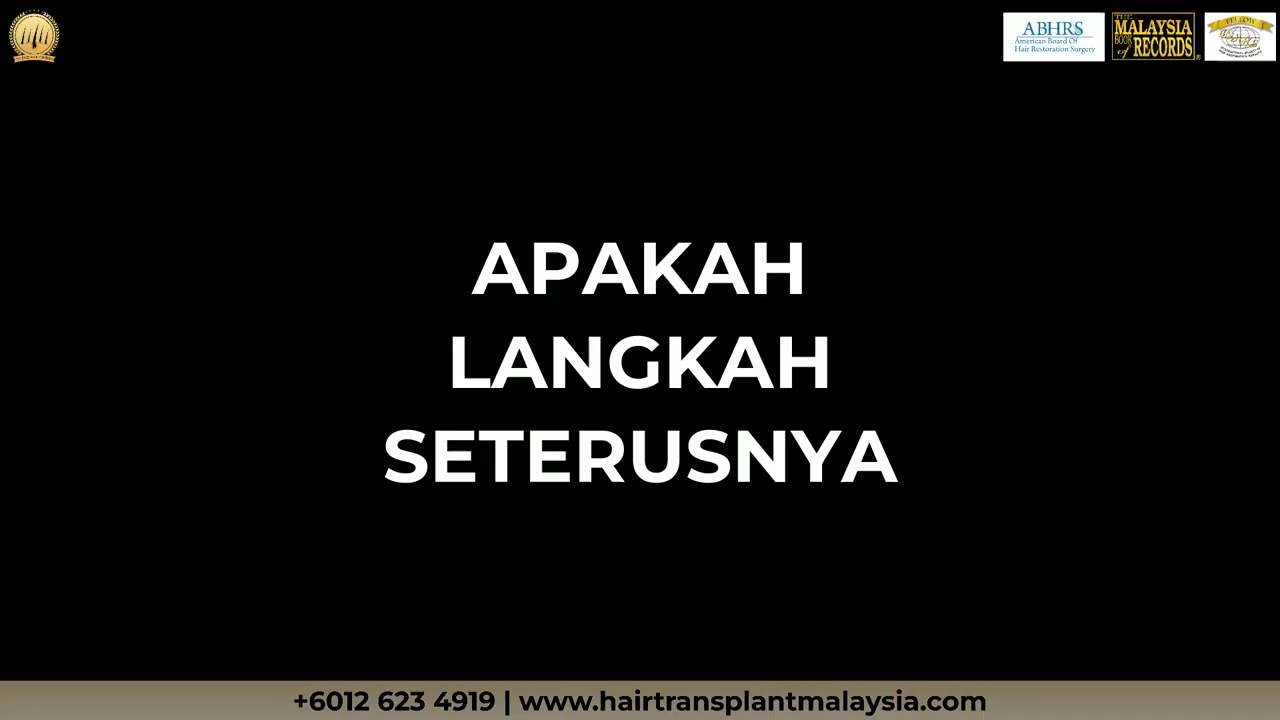 ABHRS
American Board Of
Hair Restoration Surgery
THE
MALAYSIA
BOOK of RECORDS
FELLOW
APAKAH
LANGKAH
SETERUSNYA
+6012 623 4919 | www.hairtransplantmalaysia.com